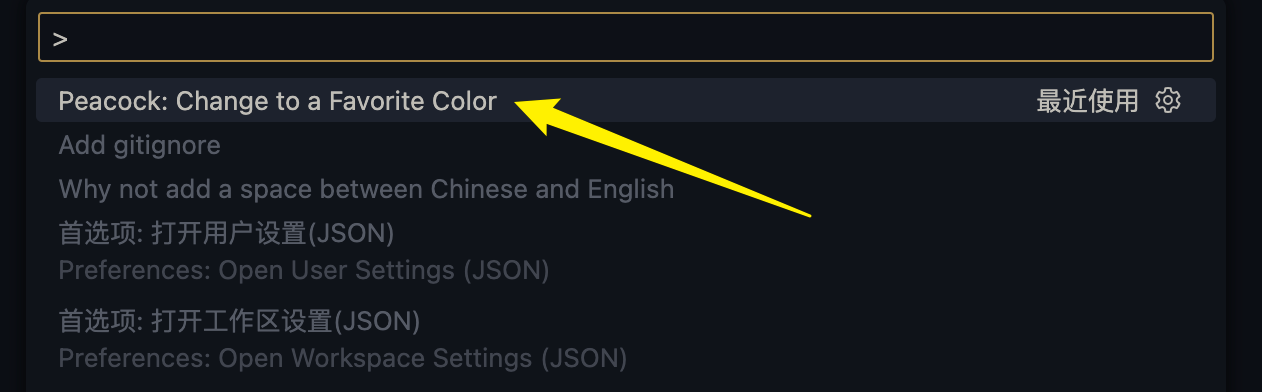 >
Peacock: Change to a Favorite Color 最近使用
Add gitignore
Why not add a space between Chinese and English
首选项: 打开用户设置(JSON)
Preferences: Open User Settings (JSON)
首选项: 打开工作区设置(JSON)
Preferences: Open Workspace Settings (JSON)